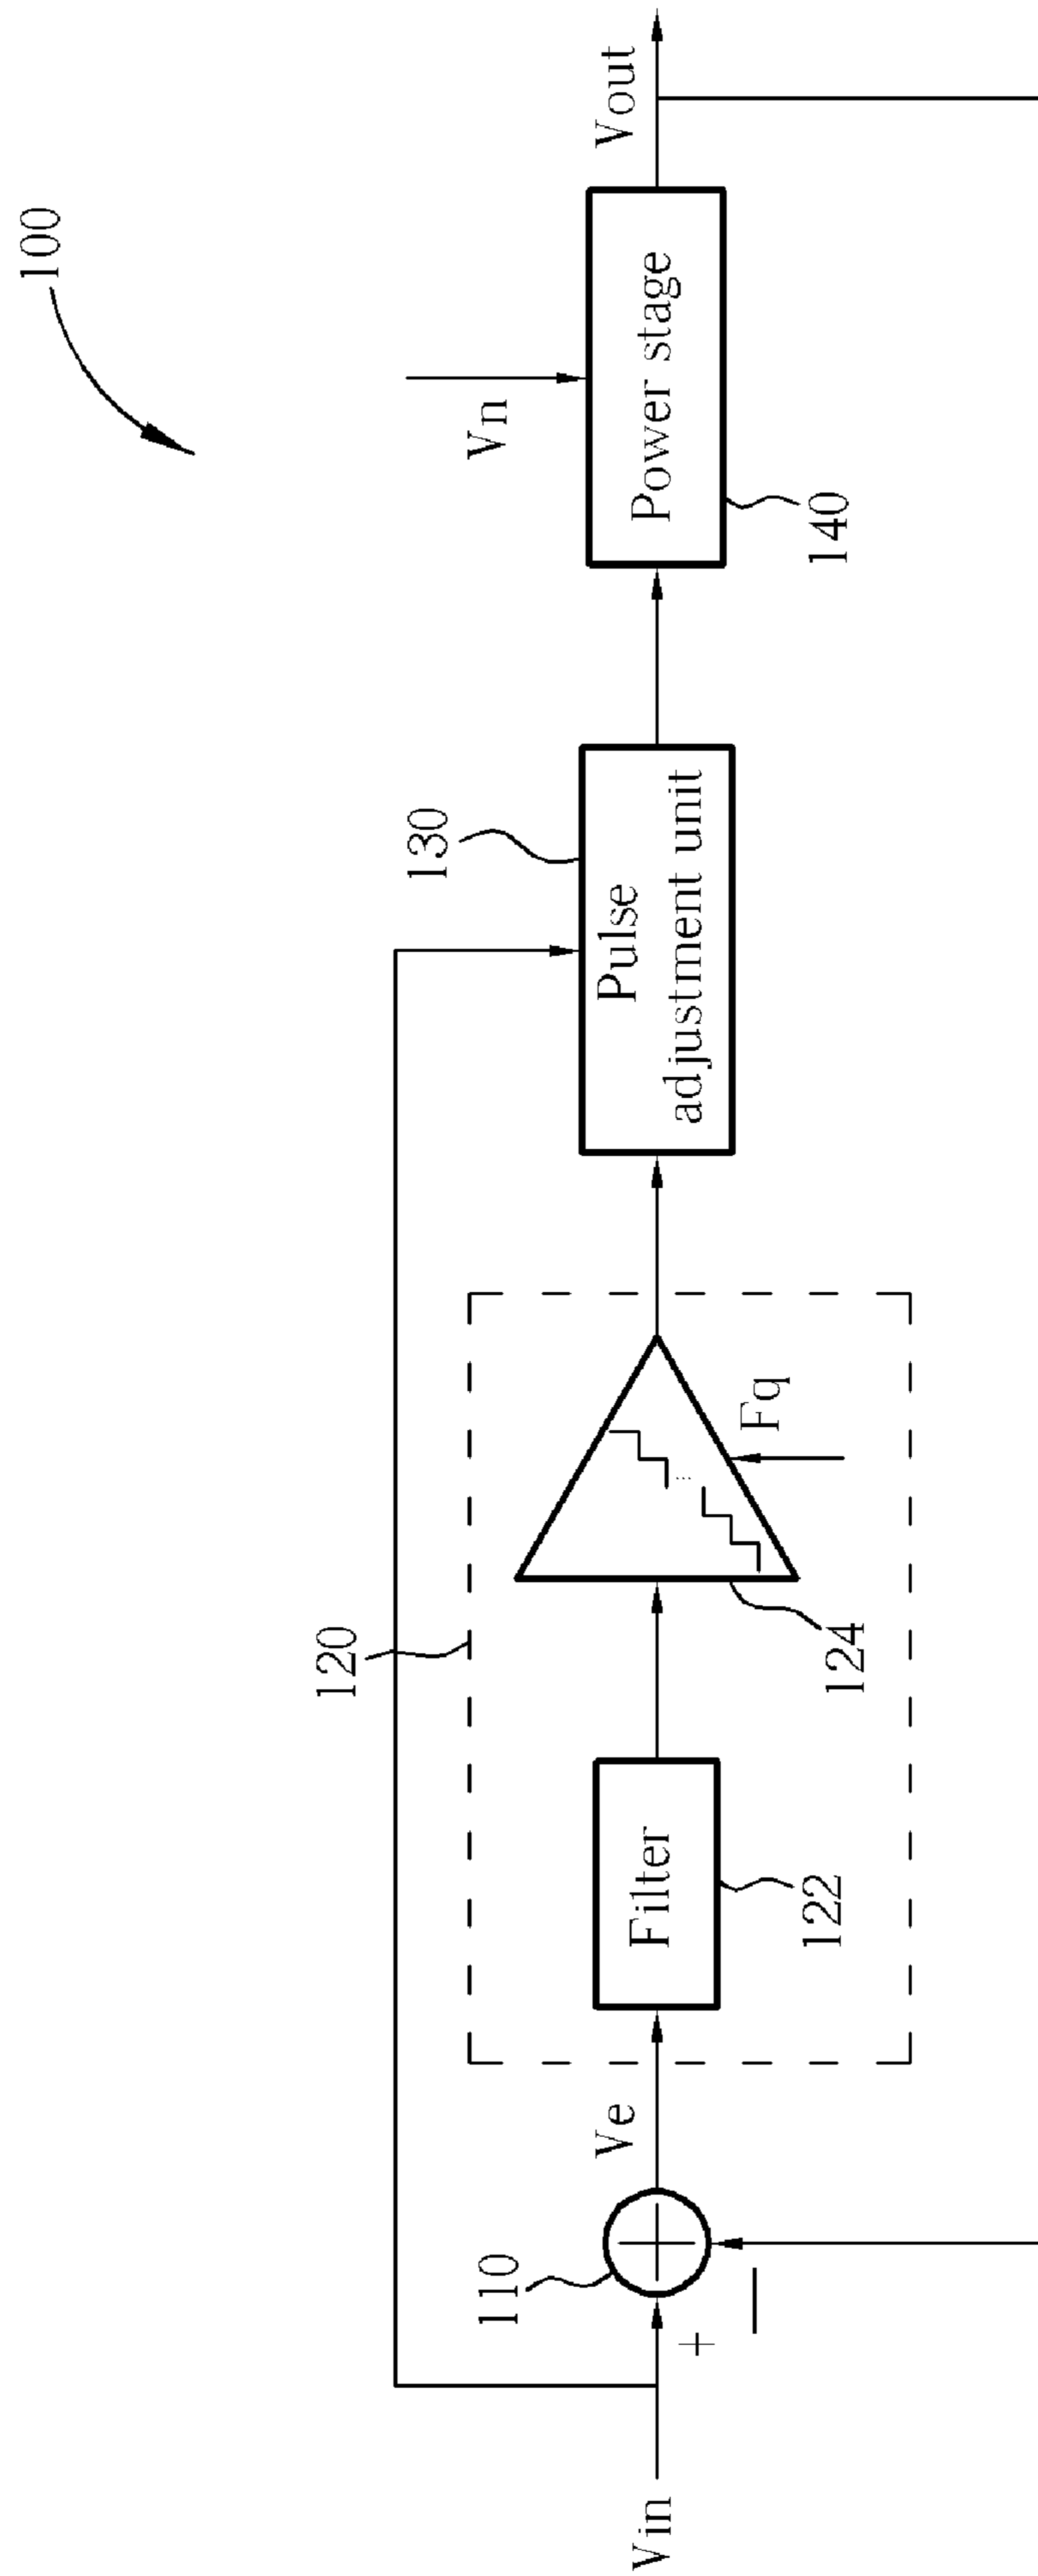 100
Vin
+
−
110
Ve
120
Filter
122
124
Fq
130
Pulse
adjustment unit
Vn
Power stage
140
Vout